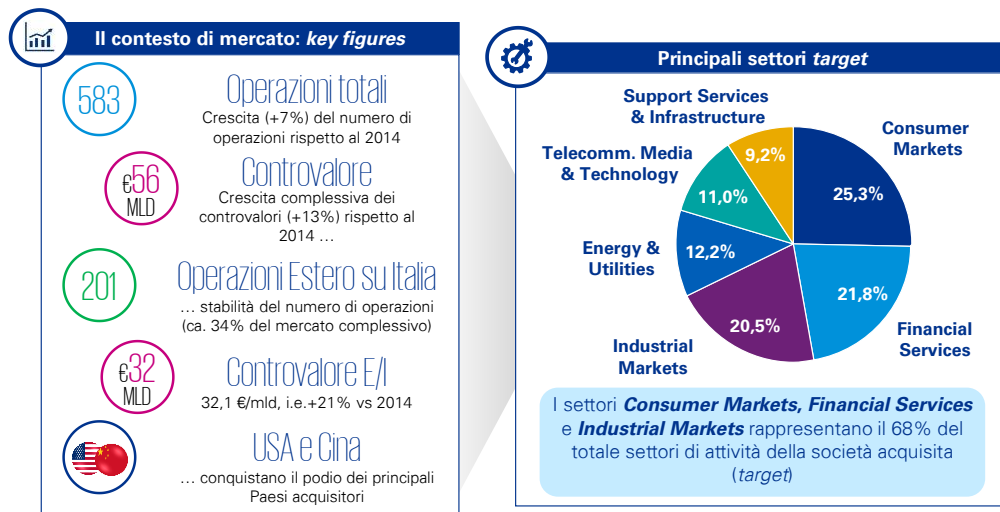 Il contesto di mercato: key figures
583
Operazioni totali
Crescita (+7%) del numero di
operazioni rispetto al 2014
€56
MLD
Controvalore
Crescita complessiva dei
controvalori (+13%) rispetto al
2014 …
201
Operazioni Estero su Italia
… stabilità del numero di operazioni
(ca. 34% del mercato complessivo)
€32
MLD
Controvalore E/I
32,1 €/mld, i.e.+21% vs 2014
USA e Cina
… conquistano il podio dei principali
Paesi acquisitori
Principali settori target
Support Services
& Infrastructure
9,2%
Consumer
Markets
25,3%
Telecomm. Media
& Technology
11,0%
Energy &
Utilities
12,2%
21,8%
Financial
Services
20,5%
Industrial
Markets
I settori Consumer Markets, Financial Services
e Industrial Markets rappresentano il 68% del
totale settori di attività della società acquisita
(target)